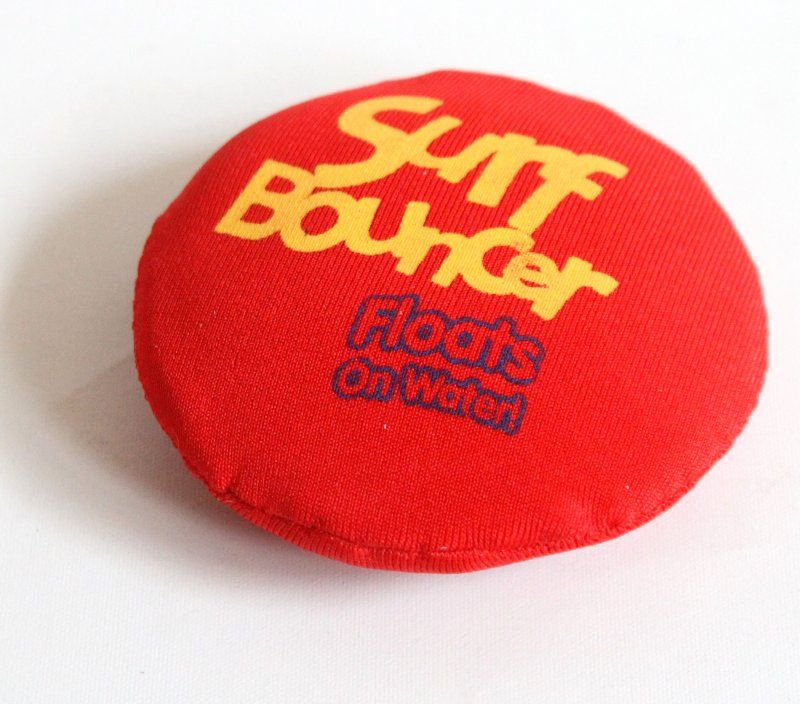 Surf
Bouncer
Floats
On Water!